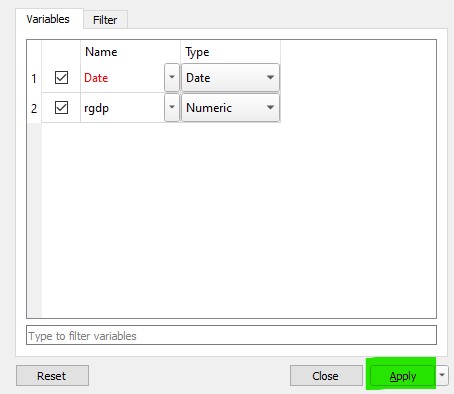 Variables Filter
Name Type
1 Date Date
2 rgdp Numeric
Type to filter variables
Reset Close Apply